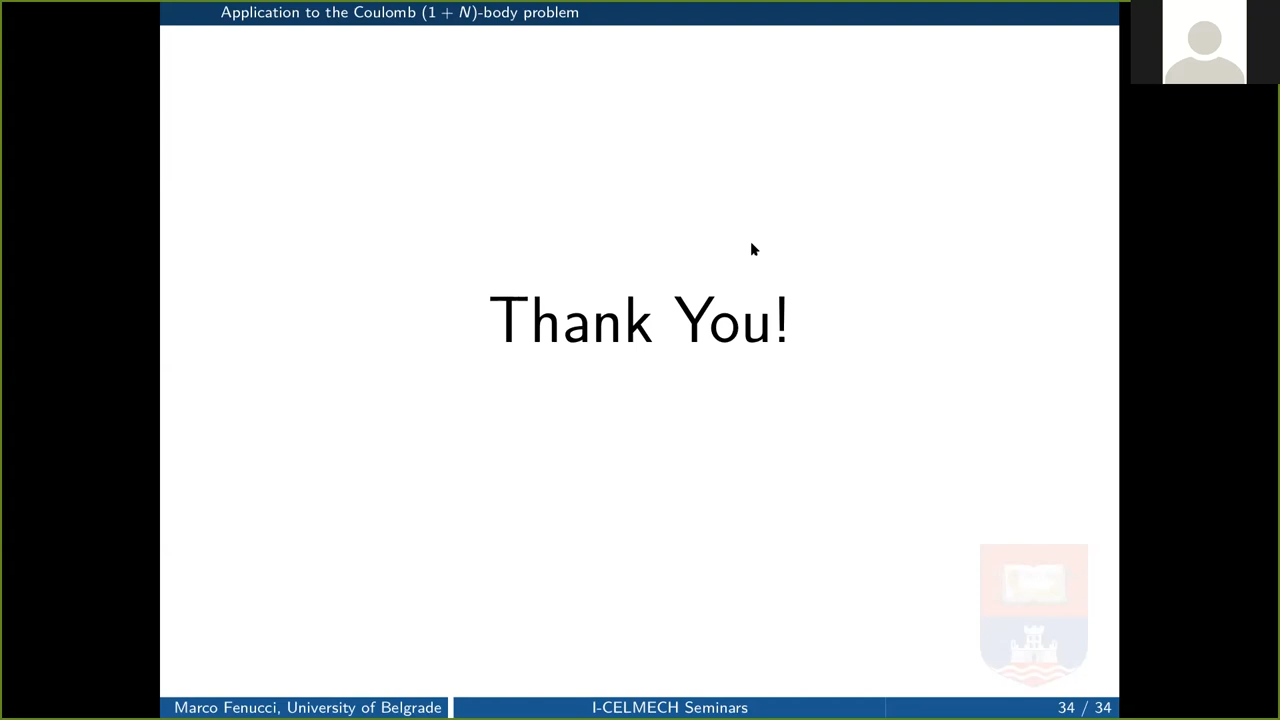 Application to the Coulomb (1 + N)-body problem
Thank You!
Marco Fenucci, University of Belgrade
I-CELMECH Seminars
34 / 34